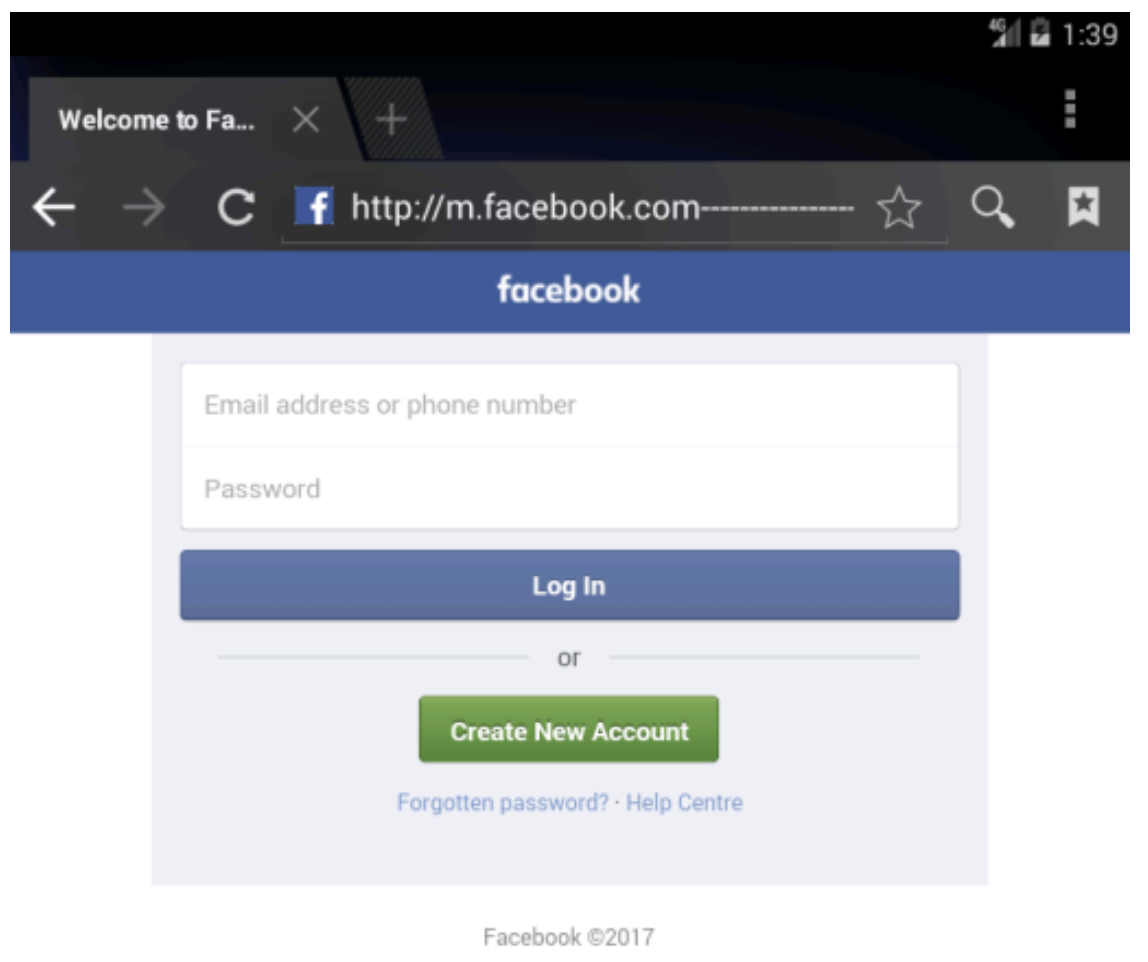 4G 1:39
Welcome to Fa...
http://m.facebook.com----------------
facebook
Email address or phone number
Password
Log In
or
Create New Account
Forgotten password? · Help Centre
Facebook ©2017